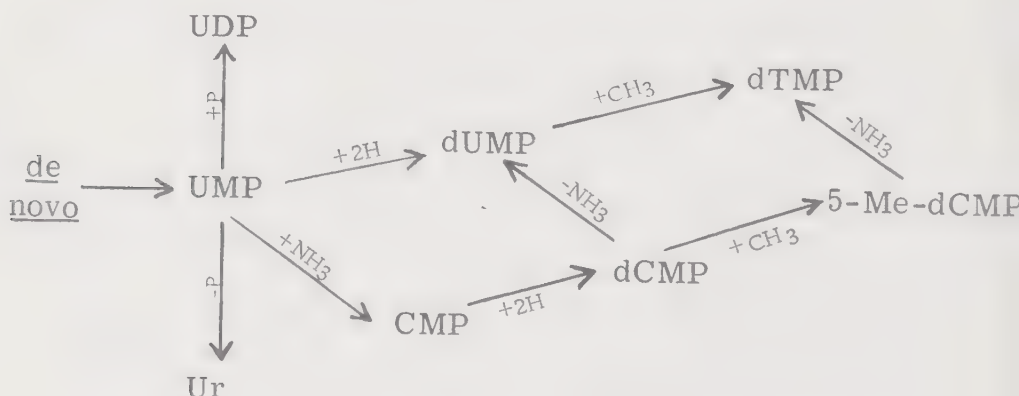 UDP
+P
+CH3
dTMP
-NH3
+2H
dUMP
de
novo
UMP
-NH3
5-Me-dCMP
+NH3
+CH3
dCMP
-P
CMP
+2H
Ur